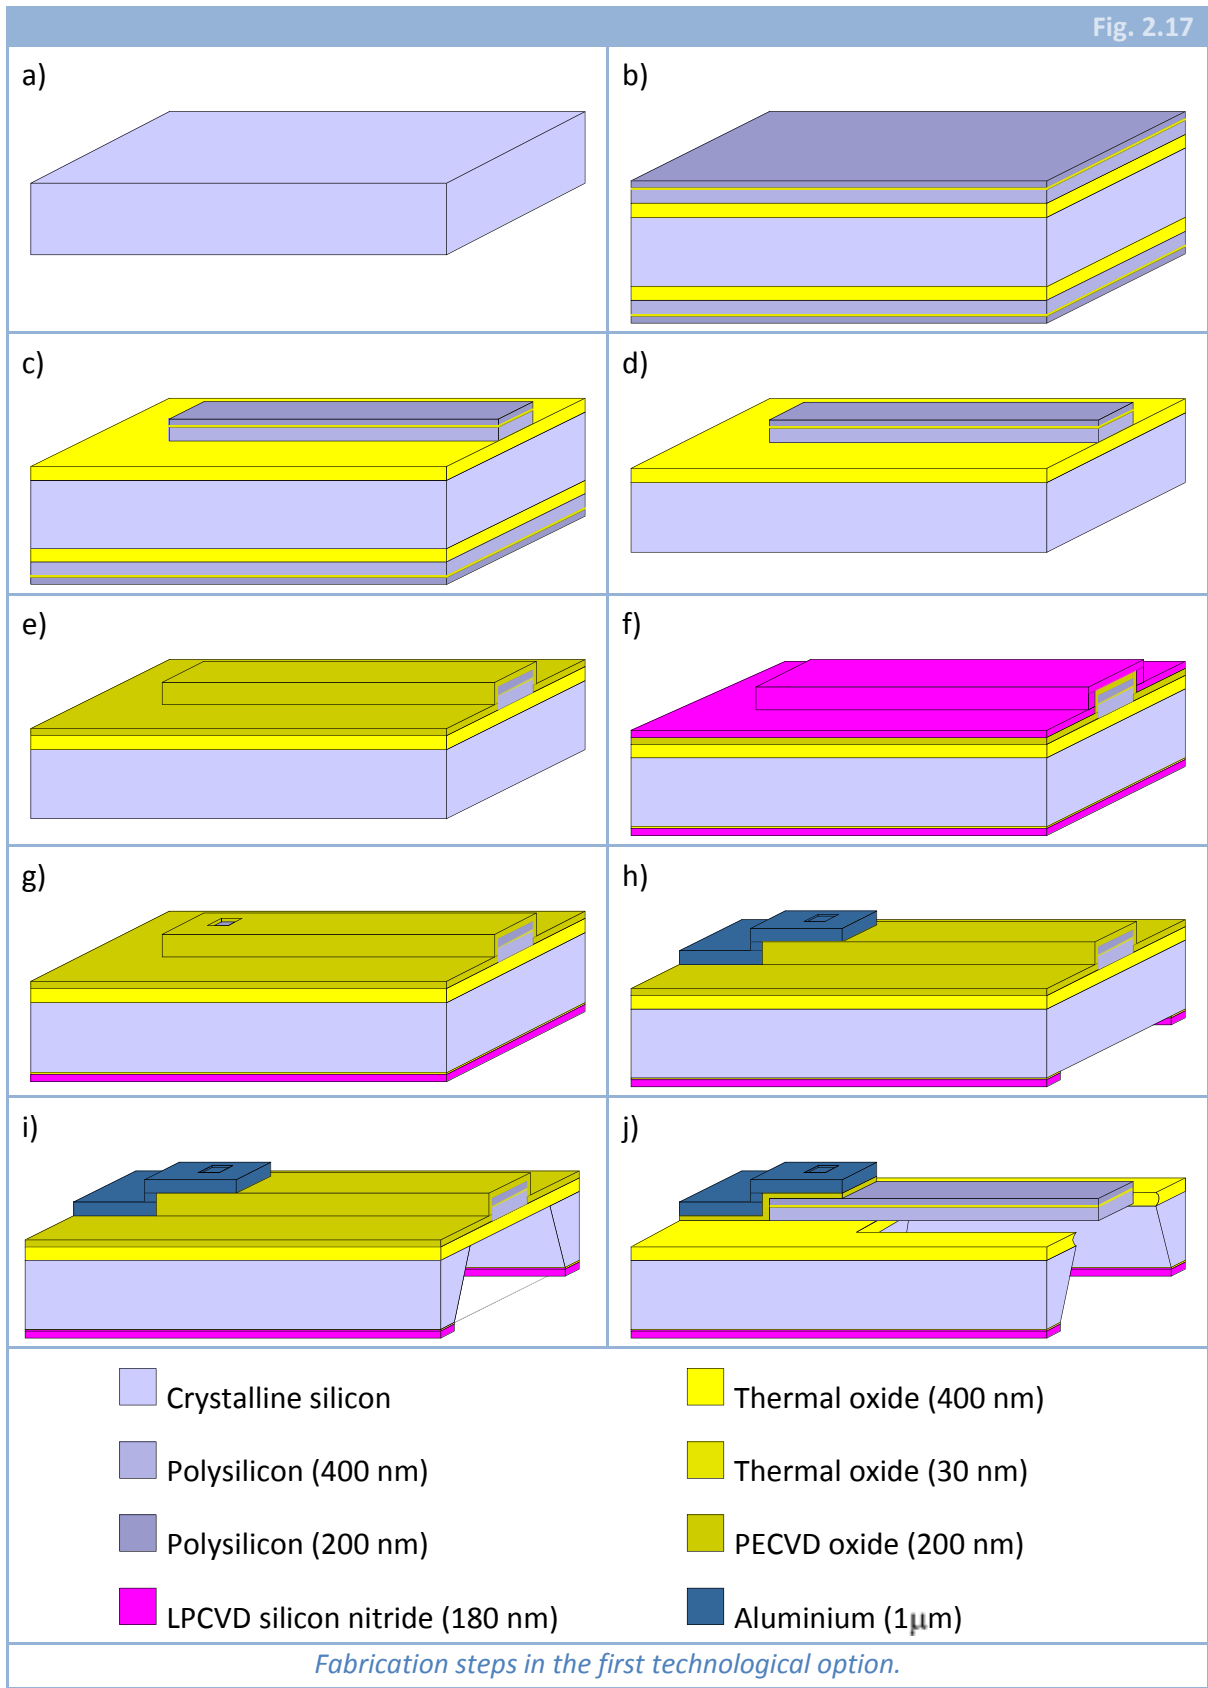 Fig. 2.17
a)
b)
c)
d)
e)
f)
g)
h)
i)
j)
Crystalline silicon
Thermal oxide (400 nm)
Polysilicon (400 nm)
Thermal oxide (30 nm)
Polysilicon (200 nm)
PECVD oxide (200 nm)
LPCVD silicon nitride (180 nm)
Aluminium (1μm)
Fabrication steps in the first technological option.